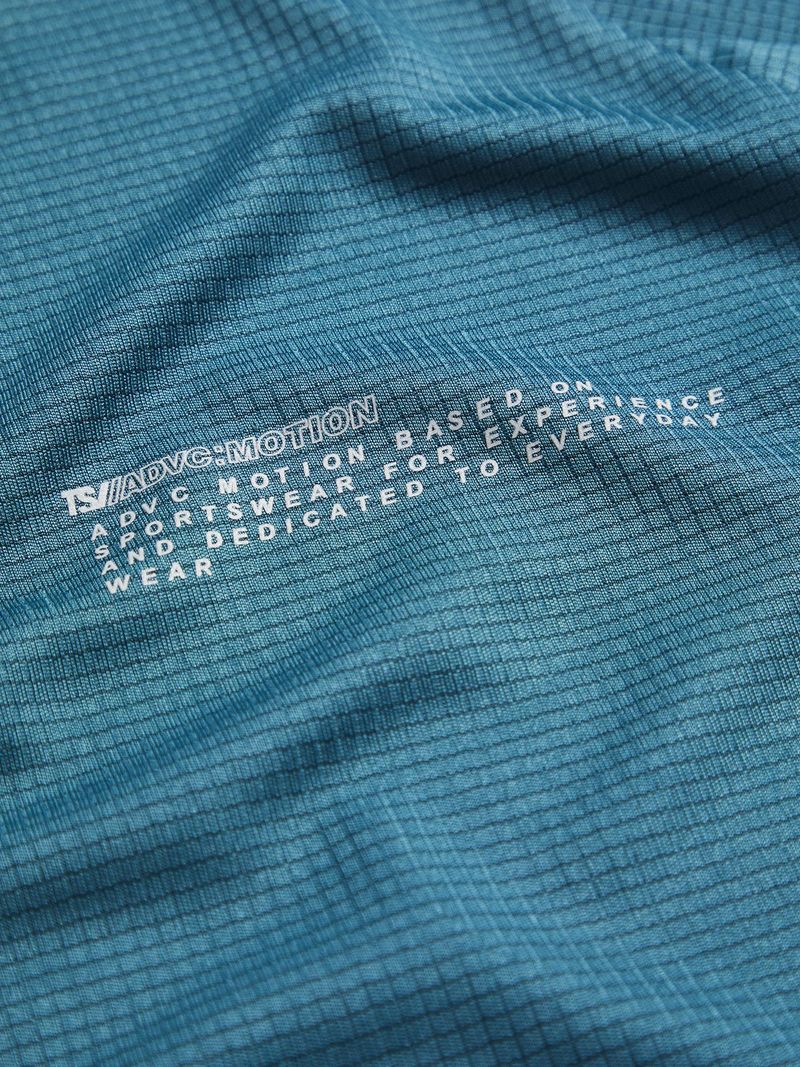 TS///ADVC:MOTION
ADVC MOTION BASED ON
SPORTSWEAR FOR EXPERIENCE
AND DEDICATED TO EVERYDAY
WEAR